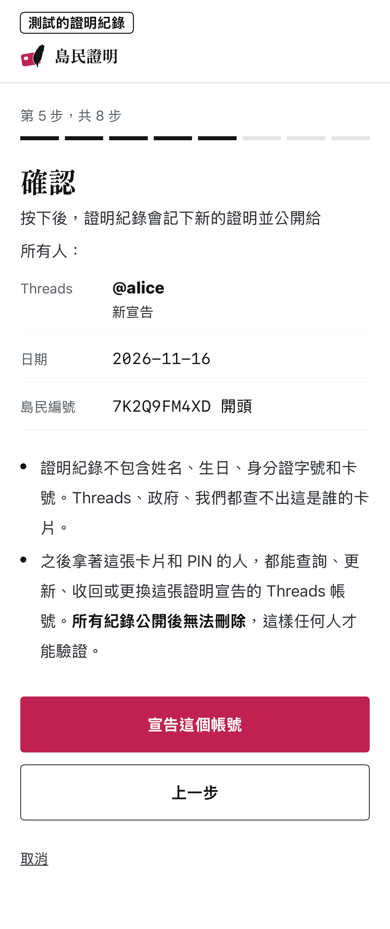 測試的證明紀錄
島民證明
第 5 步，共 8 步
確認
按下後，證明紀錄會記下新的證明並公開給
所有人：
Threads
@alice
新宣告
日期
2026-11-16
島民編號
7K2Q9FM4XD 開頭
• 證明紀錄不包含姓名、生日、身分證字號和卡
號。Threads、政府、我們都查不出這是誰的卡
片。
• 之後拿著這張卡片和 PIN 的人，都能查詢、更
新、收回或更換這張證明宣告的 Threads 帳
號。所有紀錄公開後無法刪除，這樣任何人才
能驗證。
宣告這個帳號
上一步
取消